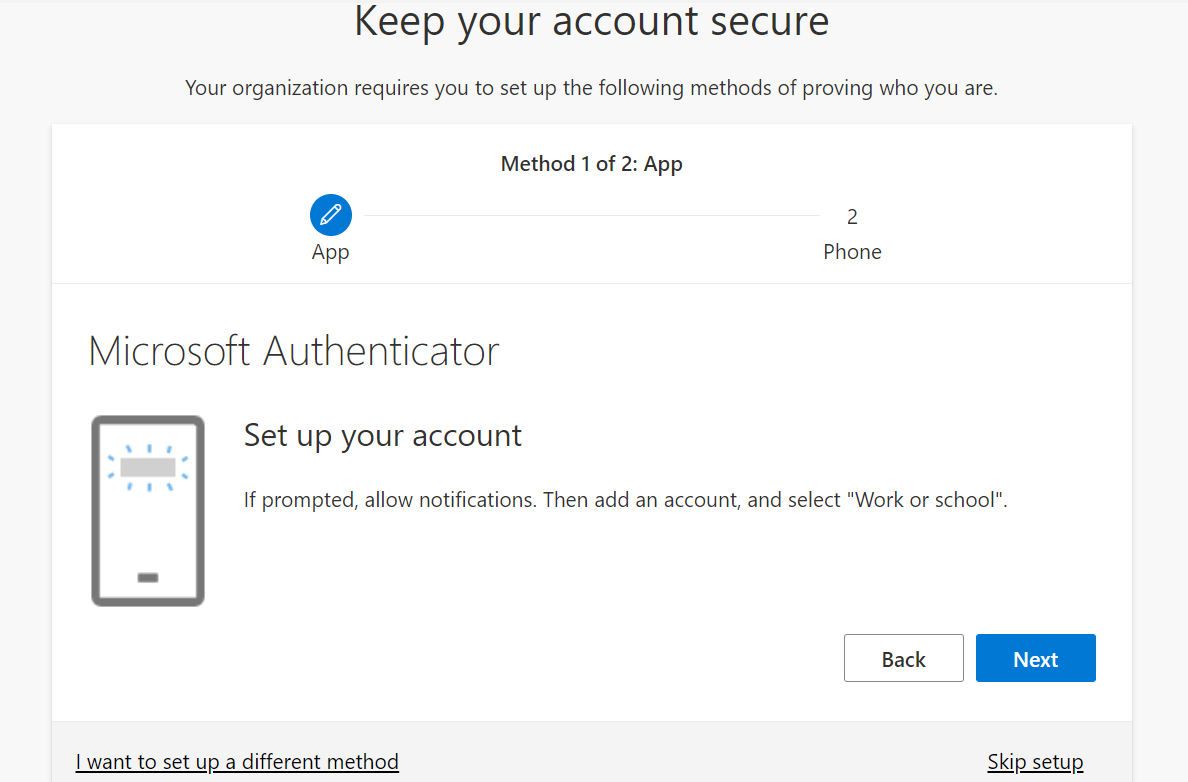 Keep your account secure
Your organization requires you to set up the following methods of proving who you are.
Method 1 of 2: App
2
App
Phone
Microsoft Authenticator
Set up your account
If prompted, allow notifications. Then add an account, and select "Work or school".
Back
Next
I want to set up a different method
Skip setup